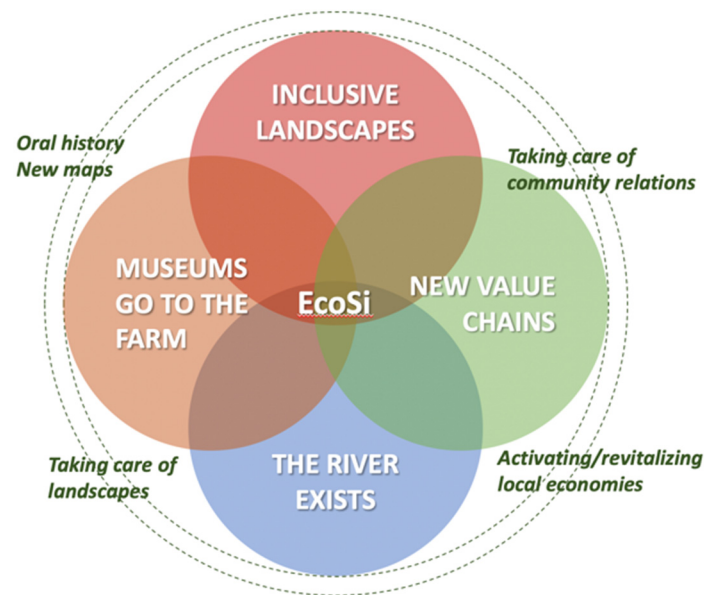 INCLUSIVE
LANDSCAPES
Oral history
New maps
Taking care of
community relations
MUSEUMS
GO TO THE
FARM
EcoSi
NEW VALUE
CHAINS
Taking care of
landscapes
THE RIVER
EXISTS
Activating/revitalizing
local economies